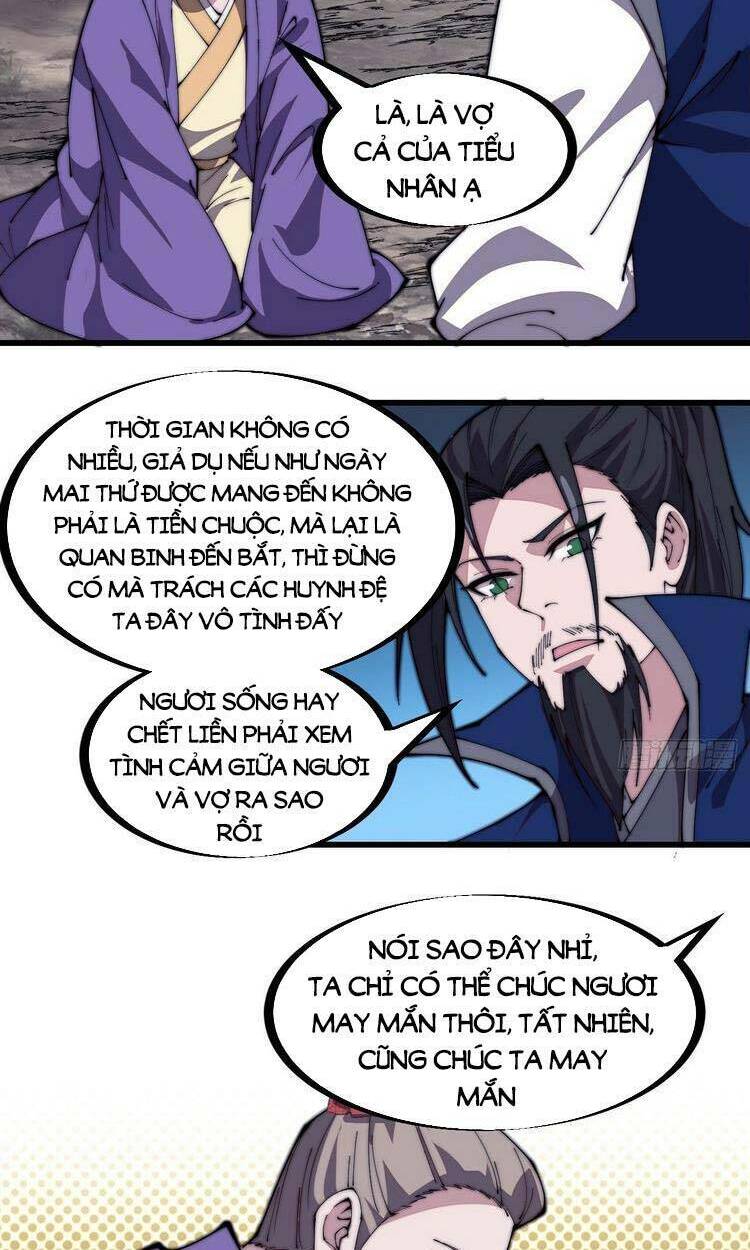 LÀ, LÀ VỢ
CẢ CỦA TIỂU
NHÂN Ạ
THỜI GIAN KHÔNG CÓ
NHIỀU, GIẢ DỤ NẾU NHƯ NGÀY
MAI THỨ ĐƯỢC MANG ĐẾN KHÔNG
PHẢI LÀ TIỀN CHUỘC, MÀ LẠI LÀ
QUAN BINH ĐẾN BẮT, THÌ ĐỪNG
CÓ MÀ TRÁCH CÁC HUYNH ĐỆ
TA ĐÂY VÔ TÌNH ĐẤY
NGƯƠI SỐNG HAY
CHẾT LIỀN PHẢI XEM
TÌNH CẢM GIỮA NGƯƠI
VÀ VỢ RA SAO
RỒI
NÓI SAO ĐÂY NHỈ,
TA CHỈ CÓ THỂ CHÚC NGƯƠI
MAY MẮN THÔI, TẤT NHIÊN,
CŨNG CHÚC TA MAY
MẮN